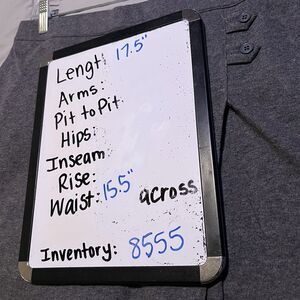 Lengt: 17.5"
Arms:
Pit to Pit
Hips:
Inseam
Rise:
Waist: 15.5" across
Inventory: 8555